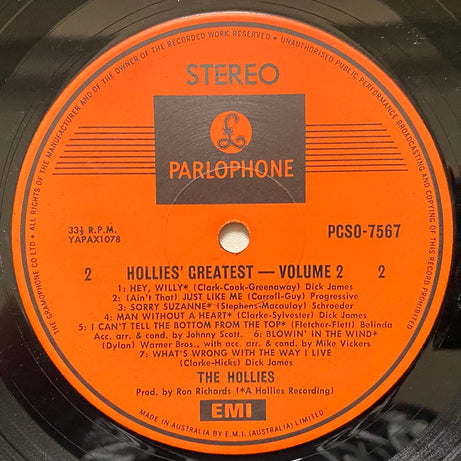 THE GRAMOPHONE CO LTD • ALL RIGHTS OF THE MANUFACTURER AND OF THE OWNER OF THE RECORDED WORK RESERVED • UNAUTHORISED PUBLIC PERFORMANCE BROADCASTING AND COPYING OF THIS RECORD PROHIBITED
STEREO
£
PARLOPHONE
33⅓ R.P.M.
YAPAX1078
PCSO-7567
2 HOLLIES' GREATEST — VOLUME 2 2
1: HEY, WILLY* (Clark-Cook-Greenaway) Dick James
2: (Ain't That) JUST LIKE ME (Carroll-Guy) Progressive
3: SORRY SUZANNE* (Stephens-Macaulay) Schroeder
4: MAN WITHOUT A HEART* (Clarke-Sylvester) Dick James
5: I CAN'T TELL THE BOTTOM FROM THE TOP* (Fletcher-Flett) Belinda
Acc. arr. & cond. by Johnny Scott. 6: BLOWIN' IN THE WIND*
(Dylan) Warner Bros., with acc. arr. & cond. by Mike Vickers
7: WHAT'S WRONG WITH THE WAY I LIVE
(Clarke-Hicks) Dick James
THE HOLLIES
Prod. by Ron Richards (*A Hollies Recording)
EMI
MADE IN AUSTRALIA BY E.M.I. (AUSTRALIA) LIMITED